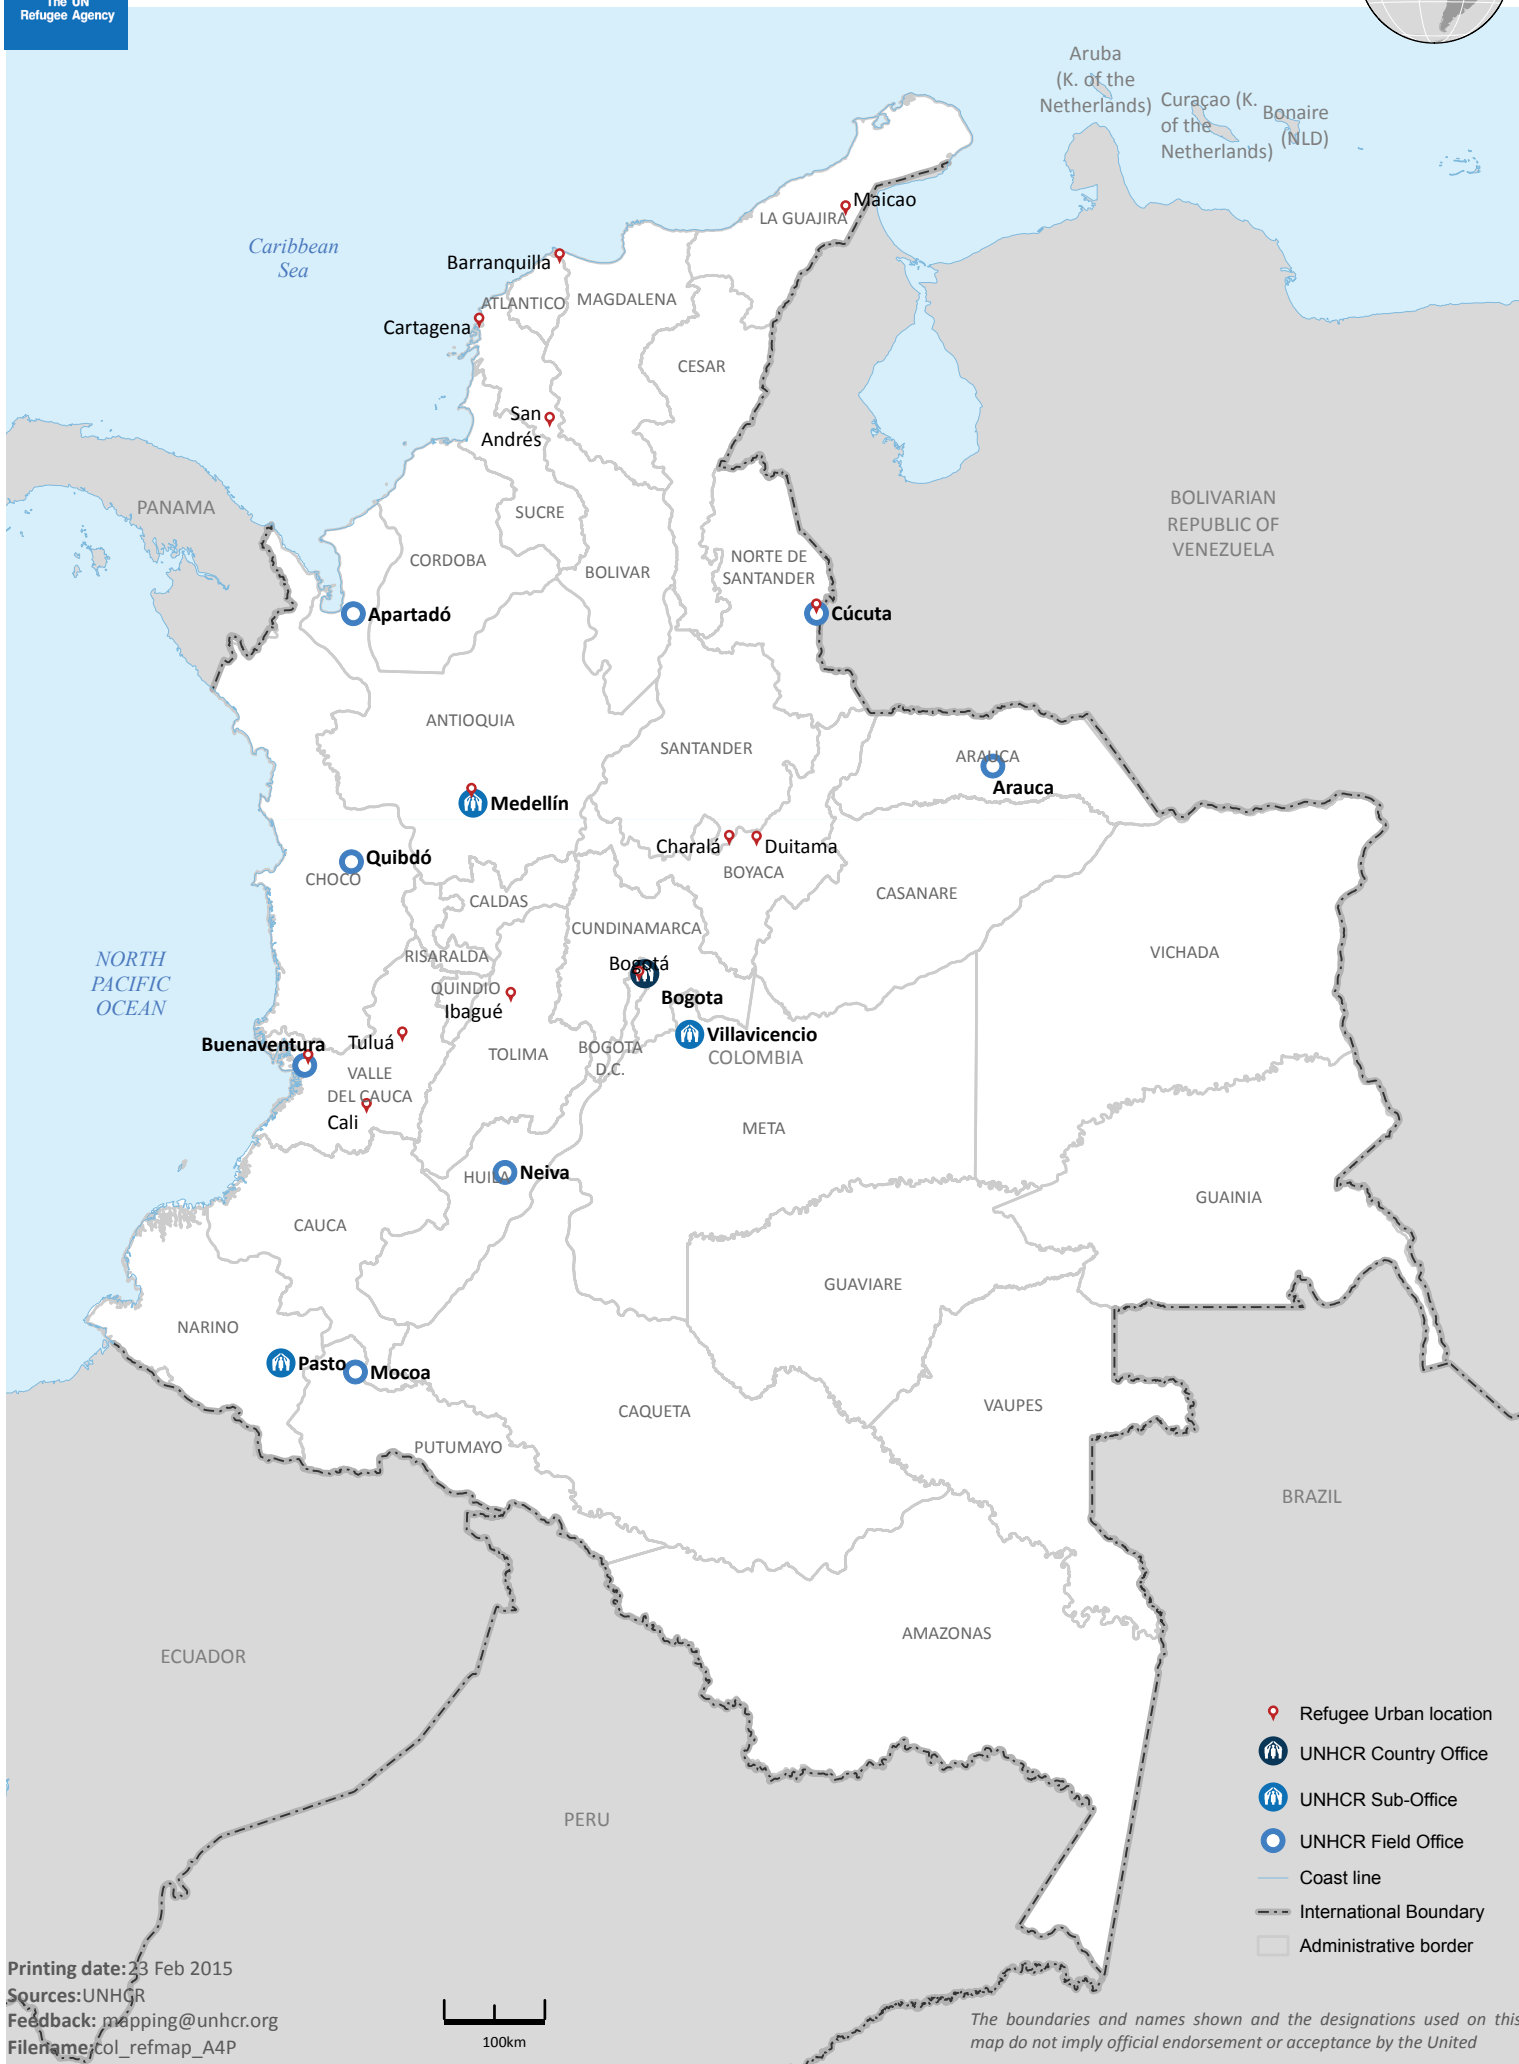 The UN
Refugee Agency
Aruba
(K. of the
Netherlands)
Curaçao (K.
of the
Netherlands)
Bonaire
(NLD)
Maicao
LA GUAJIRA
Caribbean
Sea
Barranquilla
ATLANTICO
MAGDALENA
Cartagena
CESAR
San
Andrés
PANAMA
BOLIVARIAN
REPUBLIC OF
VENEZUELA
SUCRE
CORDOBA
BOLIVAR
NORTE DE
SANTANDER
Apartadó
Cúcuta
ANTIOQUIA
SANTANDER
ARAUCA
Arauca
Medellín
Charalá
Duitama
Quibdó
CHOCO
BOYACA
CALDAS
CASANARE
CUNDINAMARCA
NORTH
PACIFIC
OCEAN
RISARALDA
VICHADA
Bogotá
QUINDIO
Bogota
Ibagué
Buenaventura
Tuluá
Villavicencio
TOLIMA
BOGOTA
D.C.
COLOMBIA
VALLE
DEL CAUCA
Cali
META
HUILA
Neiva
GUAINIA
CAUCA
GUAVIARE
NARINO
Pasto
Mocoa
CAQUETA
VAUPES
PUTUMAYO
BRAZIL
AMAZONAS
ECUADOR
PERU
Refugee Urban location
UNHCR Country Office
UNHCR Sub-Office
UNHCR Field Office
Coast line
International Boundary
Administrative border
Printing date:23 Feb 2015
Sources:UNHCR
Feedback: mapping@unhcr.org
Filename:col_refmap_A4P
100km
The boundaries and names shown and the designations used on this
map do not imply official endorsement or acceptance by the United